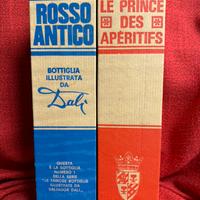 ROSSO
ANTICO
BOTTIGLIA
ILLUSTRATA
DA
Dalí
QUESTA
È LA BOTTIGLIA
NUMERO 1
DELLA SERIE
"LE FAMOSE BOTTIGLIE
ILLUSTRATE DA
SALVADOR DALI„
LE PRINCE
DES
APÉRITIFS